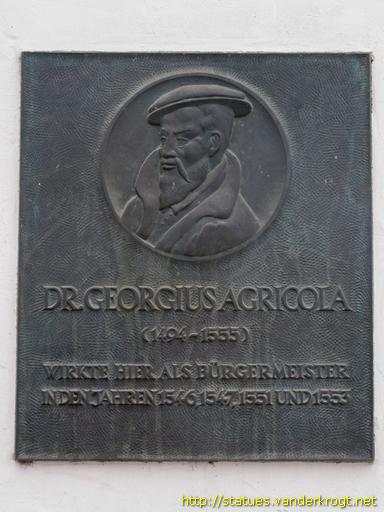 DR. GEORGIUS AGRICOLA
(1494-1555)
WIRKTE HIER ALS BÜRGERMEISTER
IN DEN JAHREN 1546, 1547, 1551 UND 1553
http://statues.vanderkrogt.net